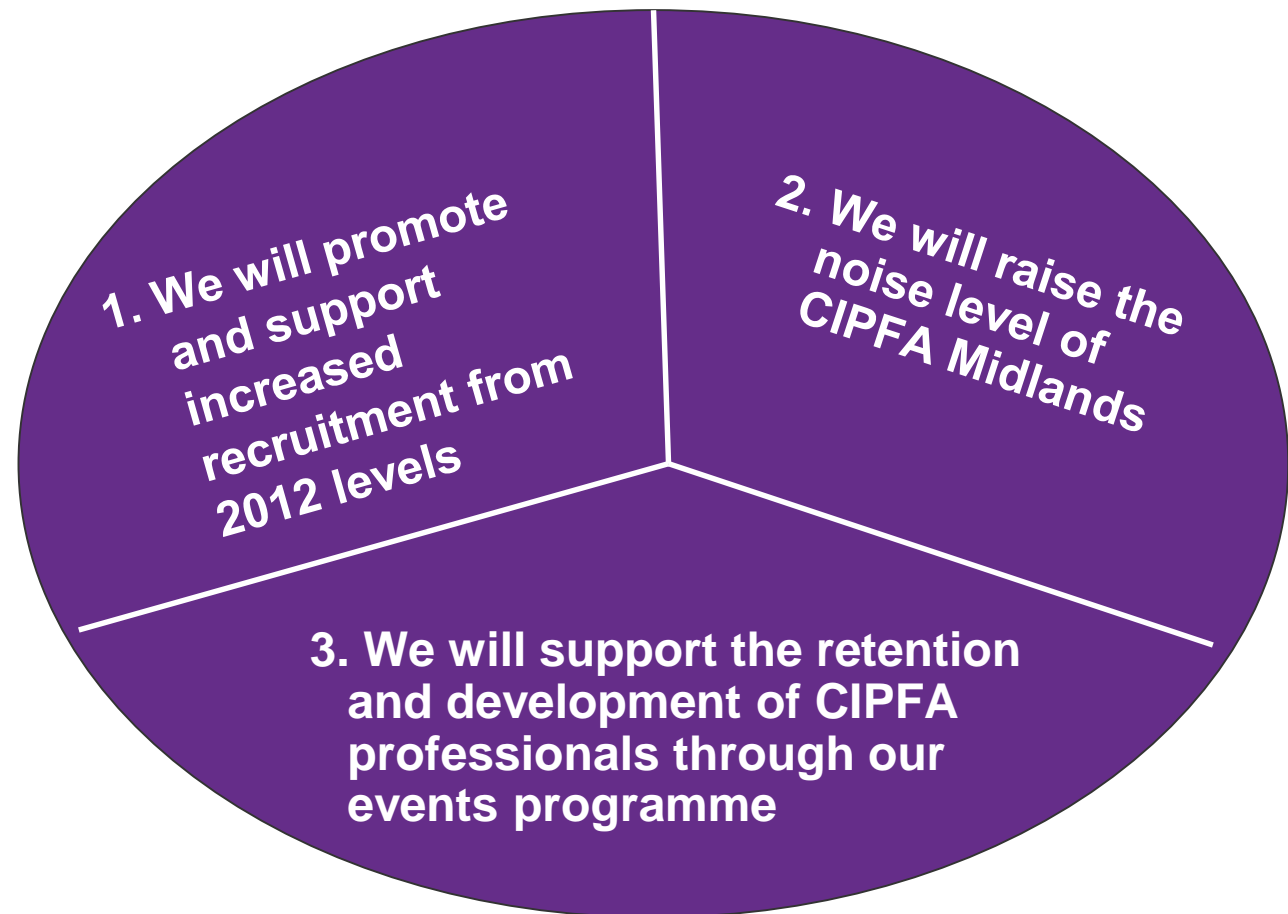 1. We will promote
and support
increased
recruitment from
2012 levels
2. We will raise the
noise level of
CIPFA Midlands
3. We will support the retention
and development of CIPFA
professionals through our
events programme